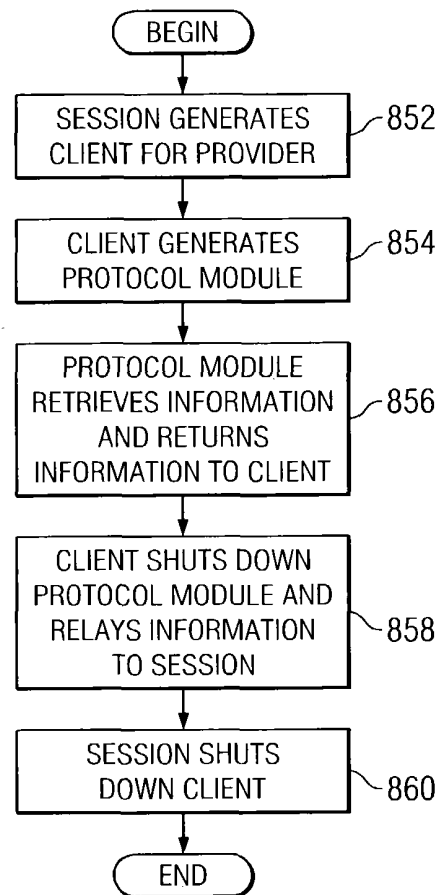 BEGIN
SESSION GENERATES
CLIENT FOR PROVIDER
852
CLIENT GENERATES
PROTOCOL MODULE
854
PROTOCOL MODULE
RETRIEVES INFORMATION
AND RETURNS
INFORMATION TO CLIENT
856
CLIENT SHUTS DOWN
PROTOCOL MODULE AND
RELAYS INFORMATION
TO SESSION
858
SESSION SHUTS
DOWN CLIENT
860
END